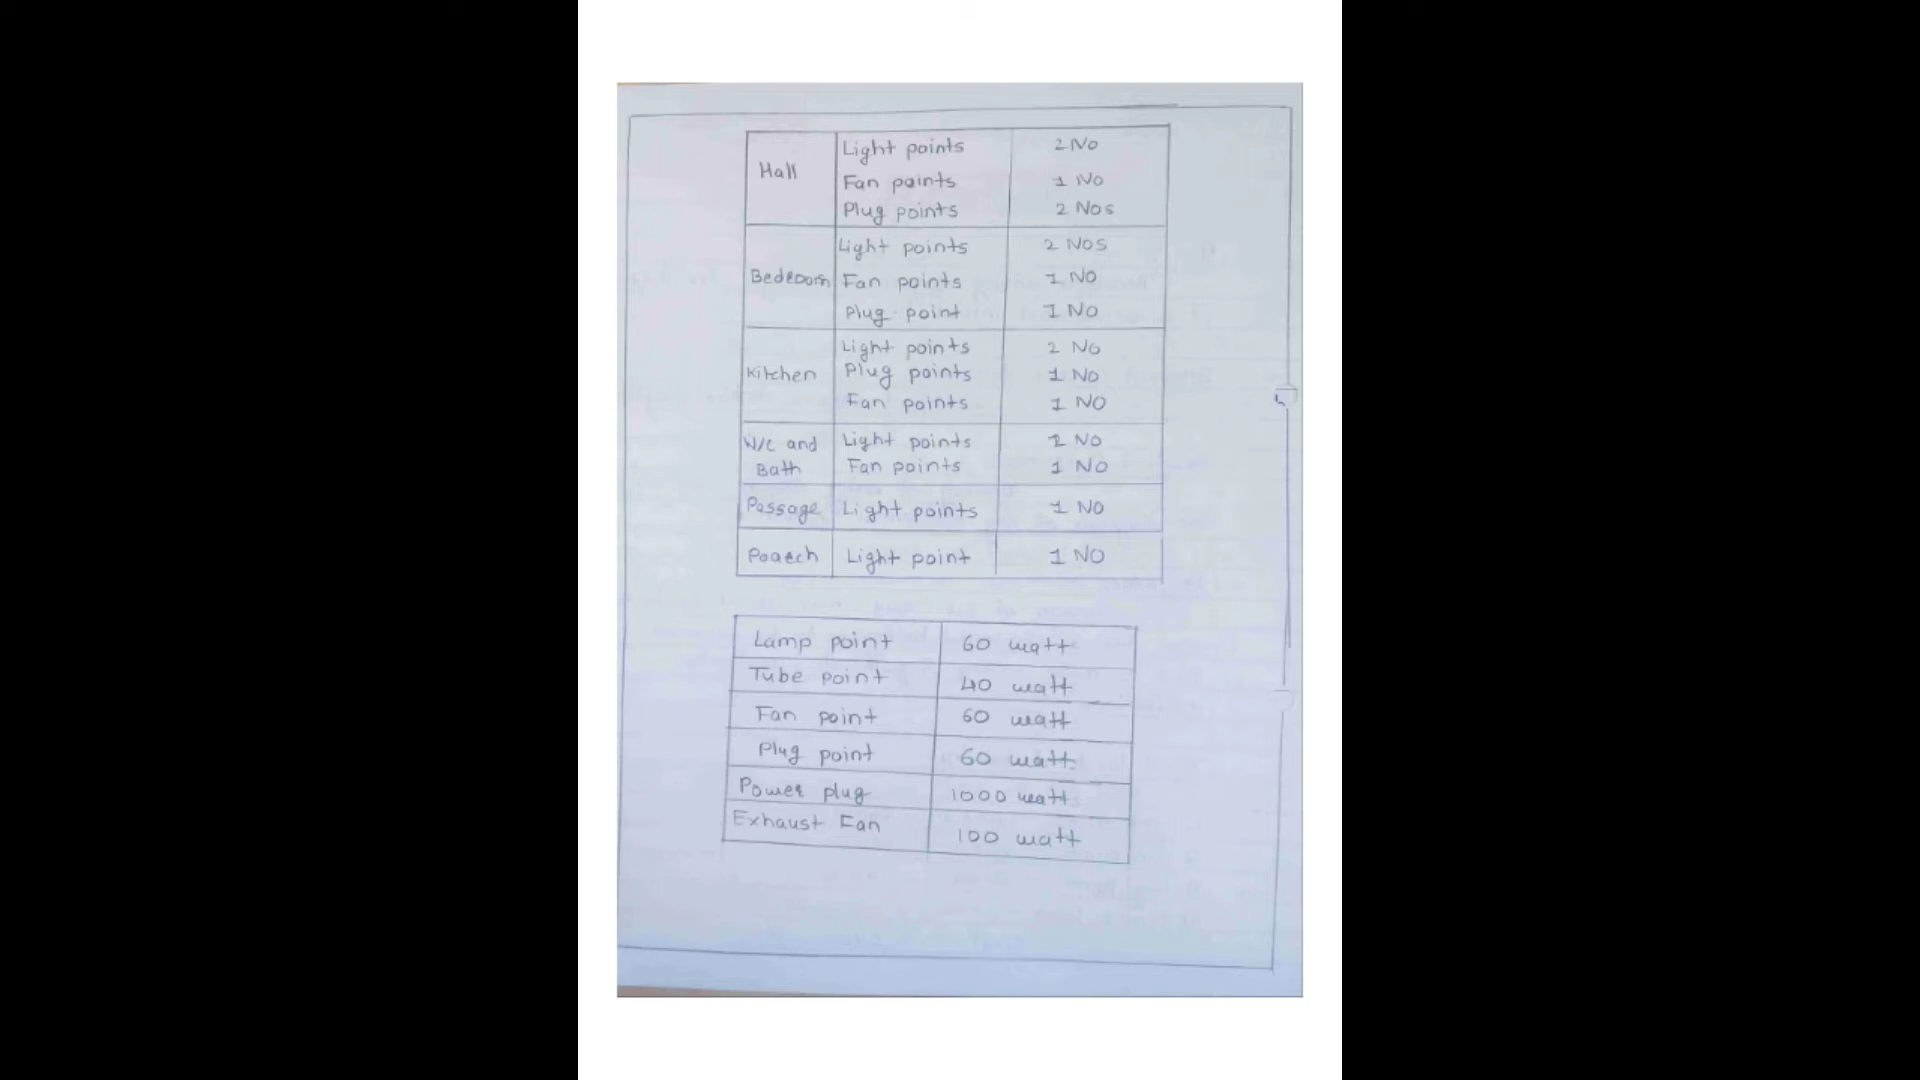 Hall
Light points 2 No
Fan points 1 No
Plug points 2 Nos
Bedroom
Light points 2 Nos
Fan points 1 No
Plug point 1 No
Kitchen
Light points 2 No
Plug points 1 No
Fan points 1 No
W/c and Bath
Light points No
Fan points 1 No
Passage Light points 1 No
Poarch Light point 1 No
Lamp point 60 watt
Tube point 40 watt
Fan point 60 watt
Plug point 60 watt
Power plug 1000 watt
Exhaust Fan 100 watt